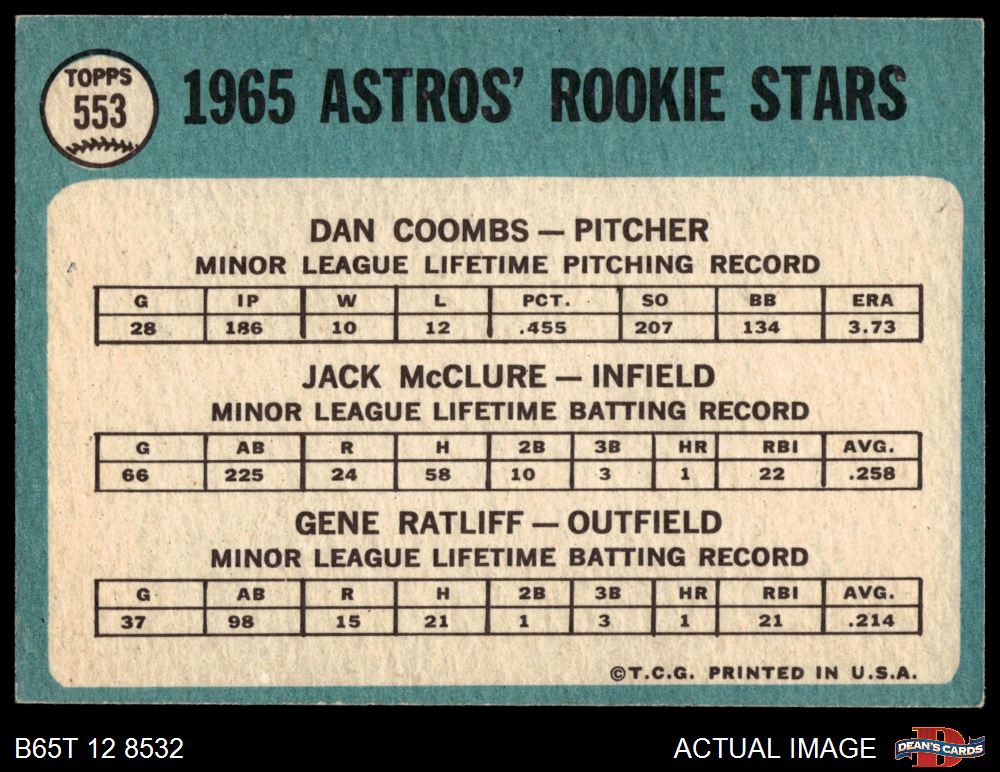 TOPPS
553
1965 ASTROS' ROOKIE STARS
DAN COOMBS — PITCHER
MINOR LEAGUE LIFETIME PITCHING RECORD
G IP W L PCT. SO BB ERA
28 186 10 12 .455 207 134 3.73
JACK McCLURE — INFIELD
MINOR LEAGUE LIFETIME BATTING RECORD
G AB R H 2B 3B HR RBI AVG.
66 225 24 58 10 3 1 22 .258
GENE RATLIFF — OUTFIELD
MINOR LEAGUE LIFETIME BATTING RECORD
G AB R H 2B 3B HR RBI AVG.
37 98 15 21 1 3 1 21 .214
©T.C.G. PRINTED IN U.S.A.
B65T 12 8532
ACTUAL IMAGE
D
DEAN'S CARDS